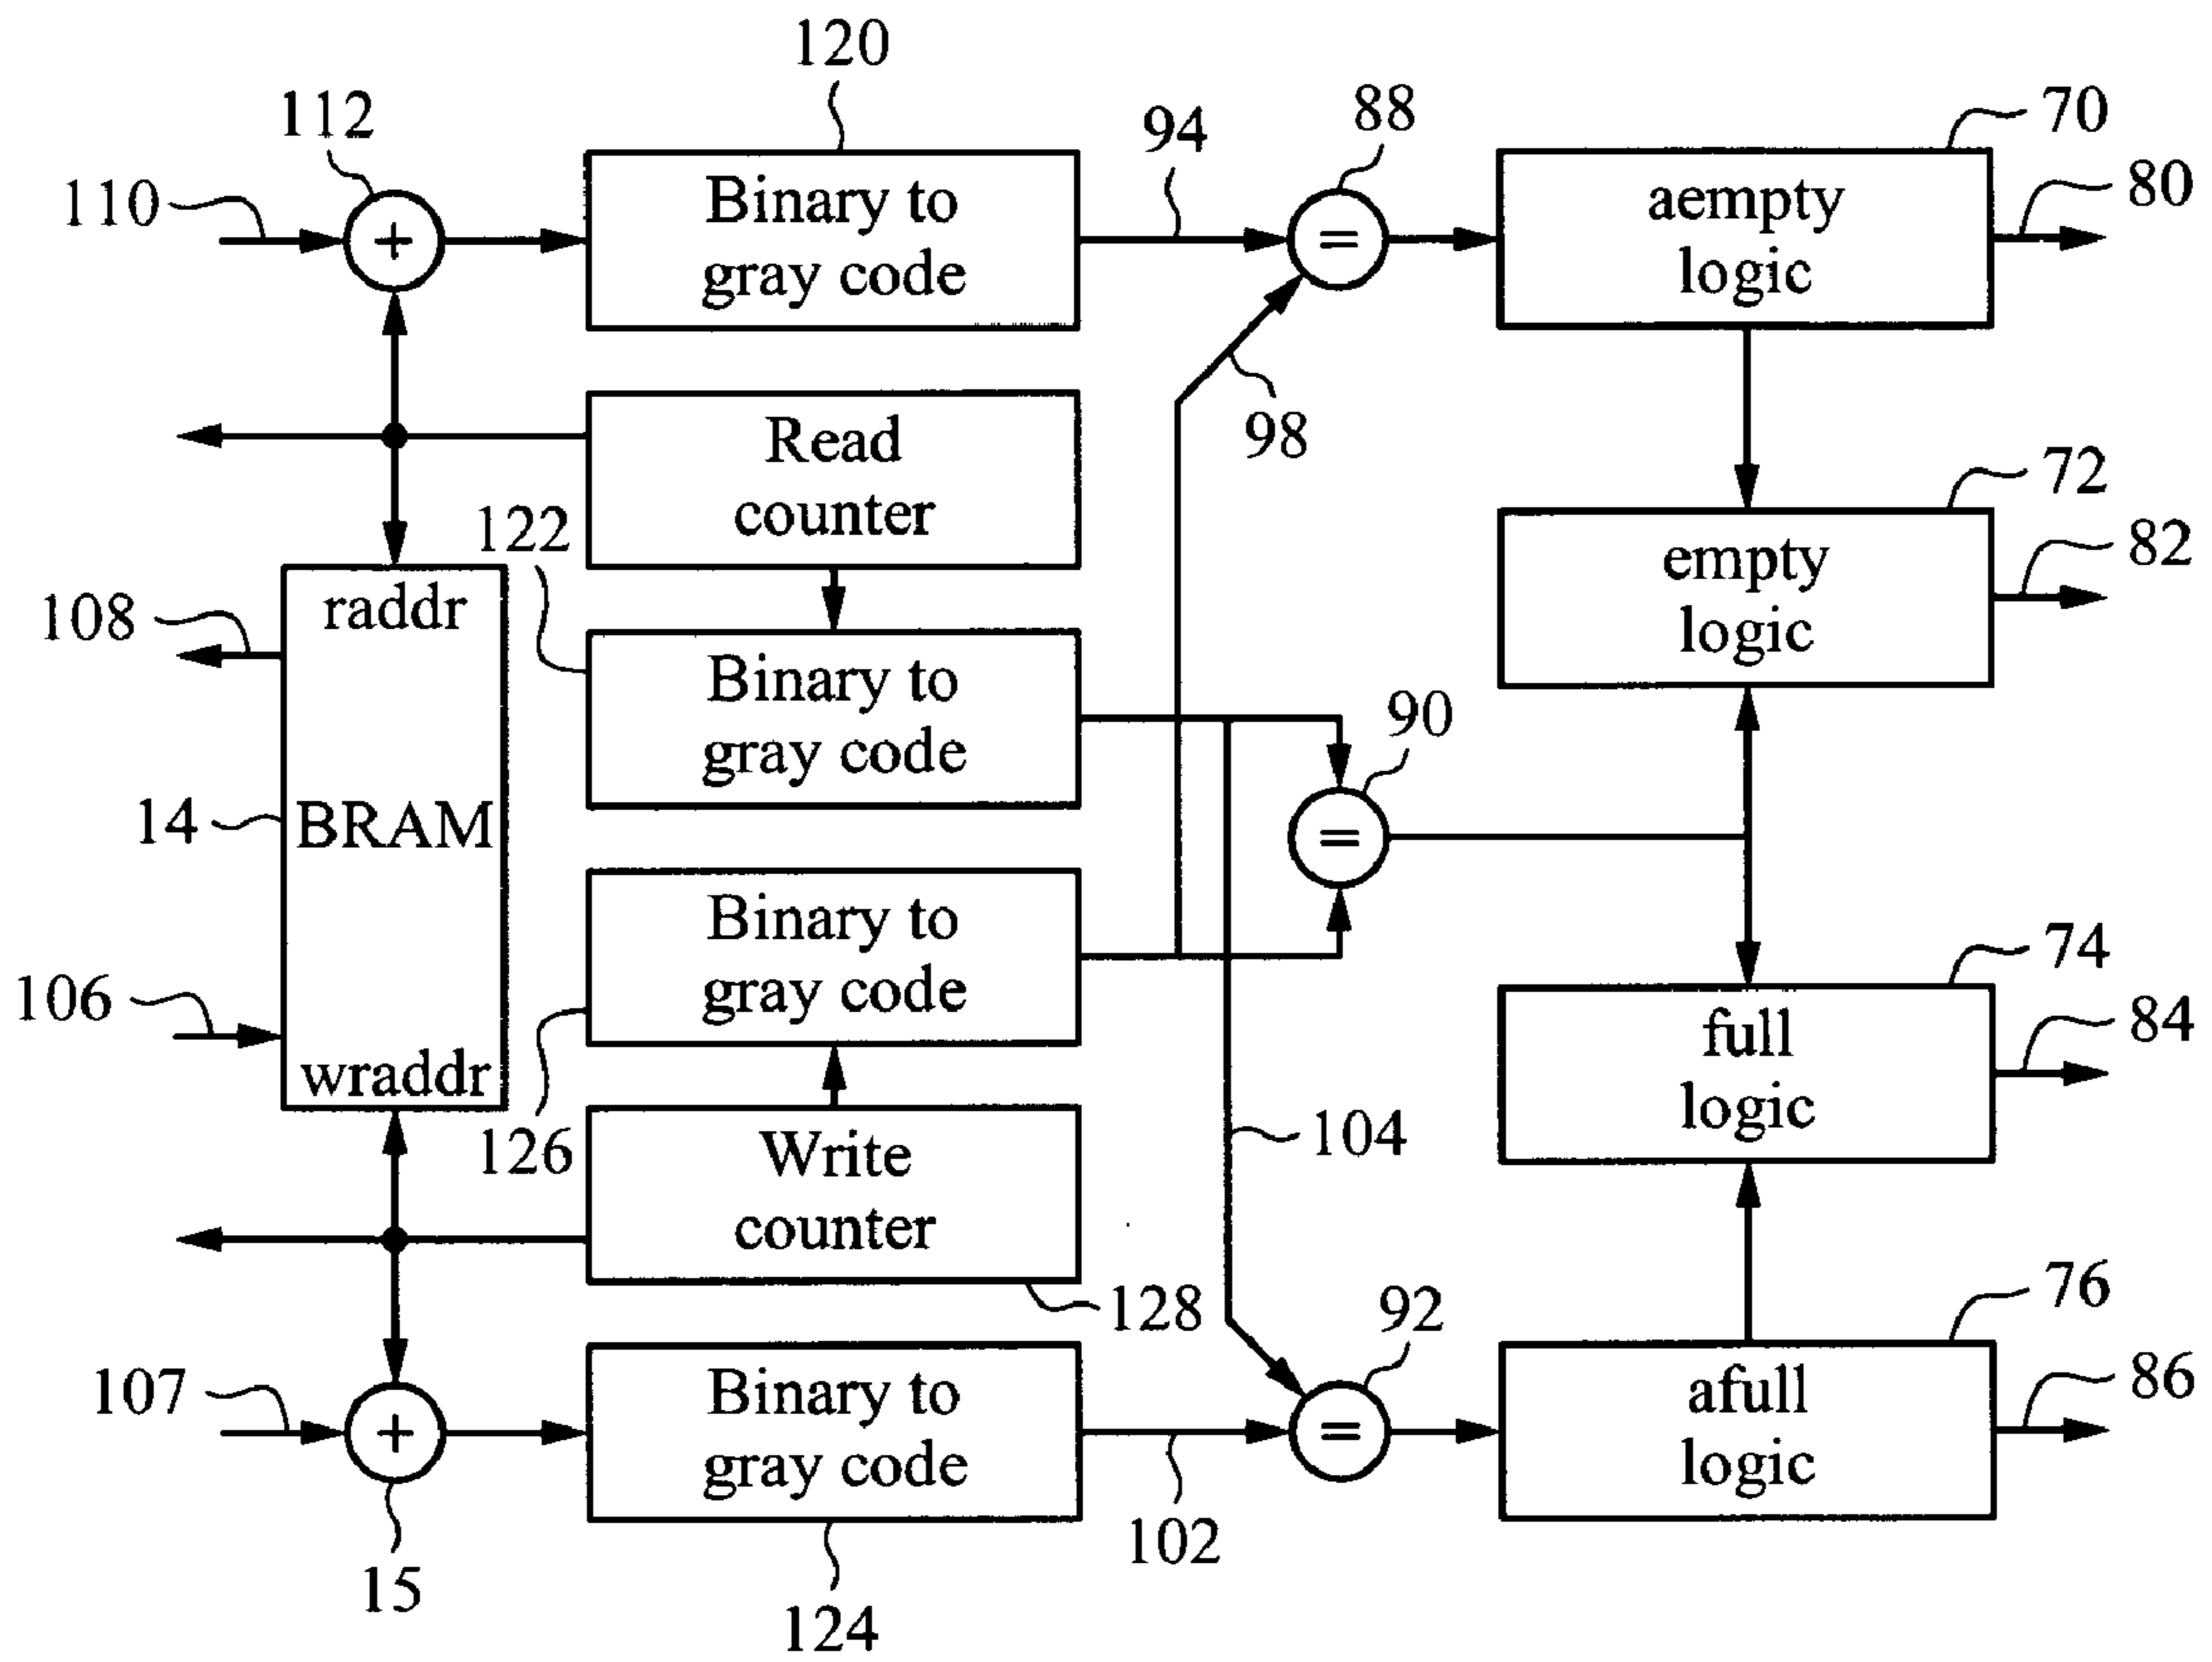 120
112
88
70
94
110
80
Binary to
gray code
+
=
aempty
logic
98
Read
counter
72
122
82
empty
logic
108
raddr
Binary to
gray code
90
14
BRAM
=
Binary to
gray code
74
106
84
full
logic
wraddr
126
104
Write
counter
128
92
76
107
86
Binary to
gray code
+
=
afull
logic
102
15
124